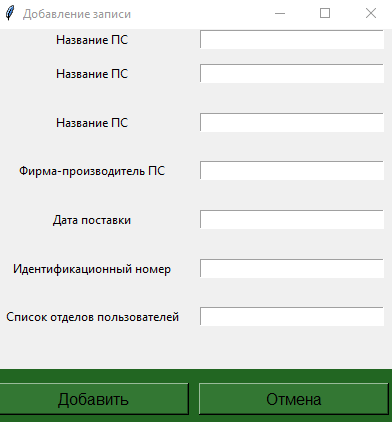 Добавление записи
Название ПС
Название ПС
Название ПС
Фирма-производитель ПС
Дата поставки
Идентификационный номер
Список отделов пользователей
Добавить Отмена